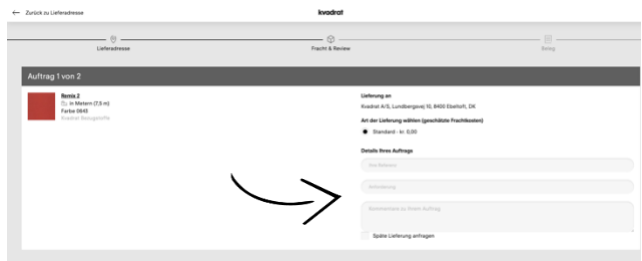 ← Zurück zu Lieferadresse
kvadrat
Lieferadresse
Fracht & Review
Beleg
Auftrag 1 von 2
Remix 2
in Metern (7,5 m)
Farbe 0643
Kvadrat Bezugsstoffe
Lieferung an
Kvadrat A/S, Lundbergsvej 10, 8400 Ebeltoft, DK
Art der Lieferung wählen (geschätzte Frachtkosten)
Standard - kr. 0,00
Details Ihres Auftrags
Ihre Referenz
Anforderung
Kommentare zu Ihrem Auftrag
Späte Lieferung anfragen